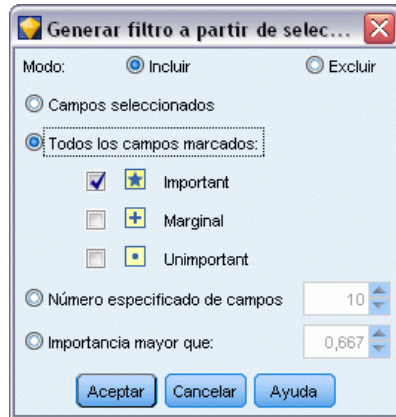 Generar filtro a partir de selec...
Modo: Incluir Excluir
Campos seleccionados
Todos los campos marcados:
Important
Marginal
Unimportant
Número especificado de campos 10
Importancia mayor que: 0,667
Aceptar Cancelar Ayuda